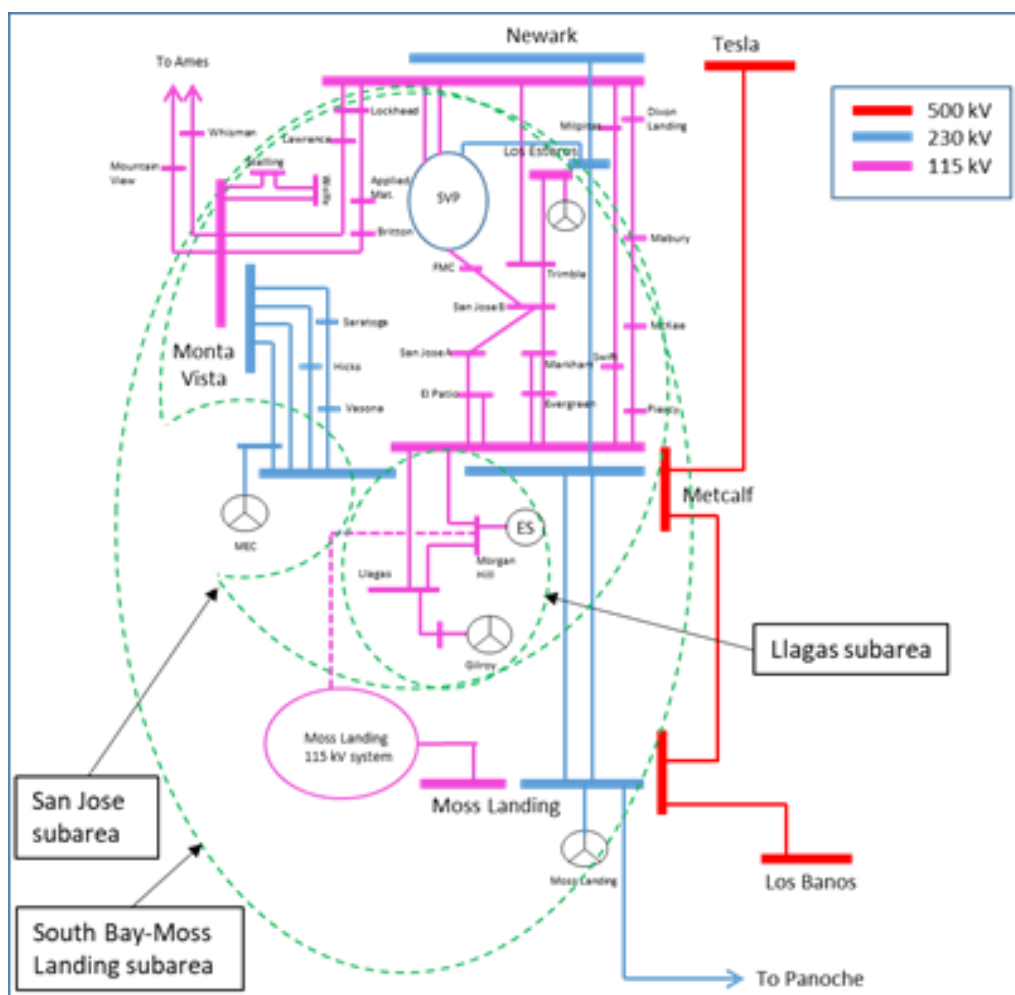 Newark
Tesla
To Ames
500 kV
230 kV
115 kV
Lockhead
Whisman
Lawrence
Milpitas
Dixon
Landing
Los Esteros
Mountain
View
Stelling
Wolfe
Applied
Mat.
SVP
Britton
Mabury
FMC
Trimble
San Jose B
Saratoga
McKee
Monta
Vista
San Jose A
Markham
Swift
Hicks
El Patio
Evergreen
Vasona
Piercy
Metcalf
MEC
ES
Morgan
Hill
Llagas
Gilroy
Llagas subarea
Moss Landing
115 kV system
San Jose
subarea
Moss Landing
Moss Landing
Los Banos
South Bay-Moss
Landing subarea
To Panoche